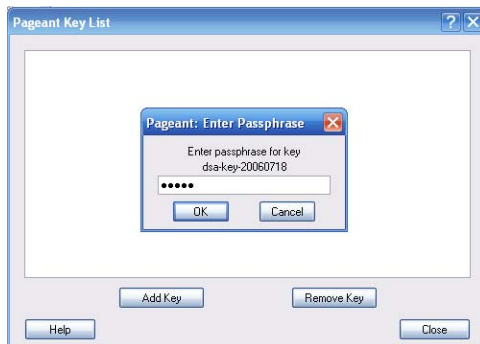 Pageant Key List
Pageant: Enter Passphrase
Enter passphrase for key
dsa-key-20060718
●●●●●
OK Cancel
Add Key Remove Key
Help Close